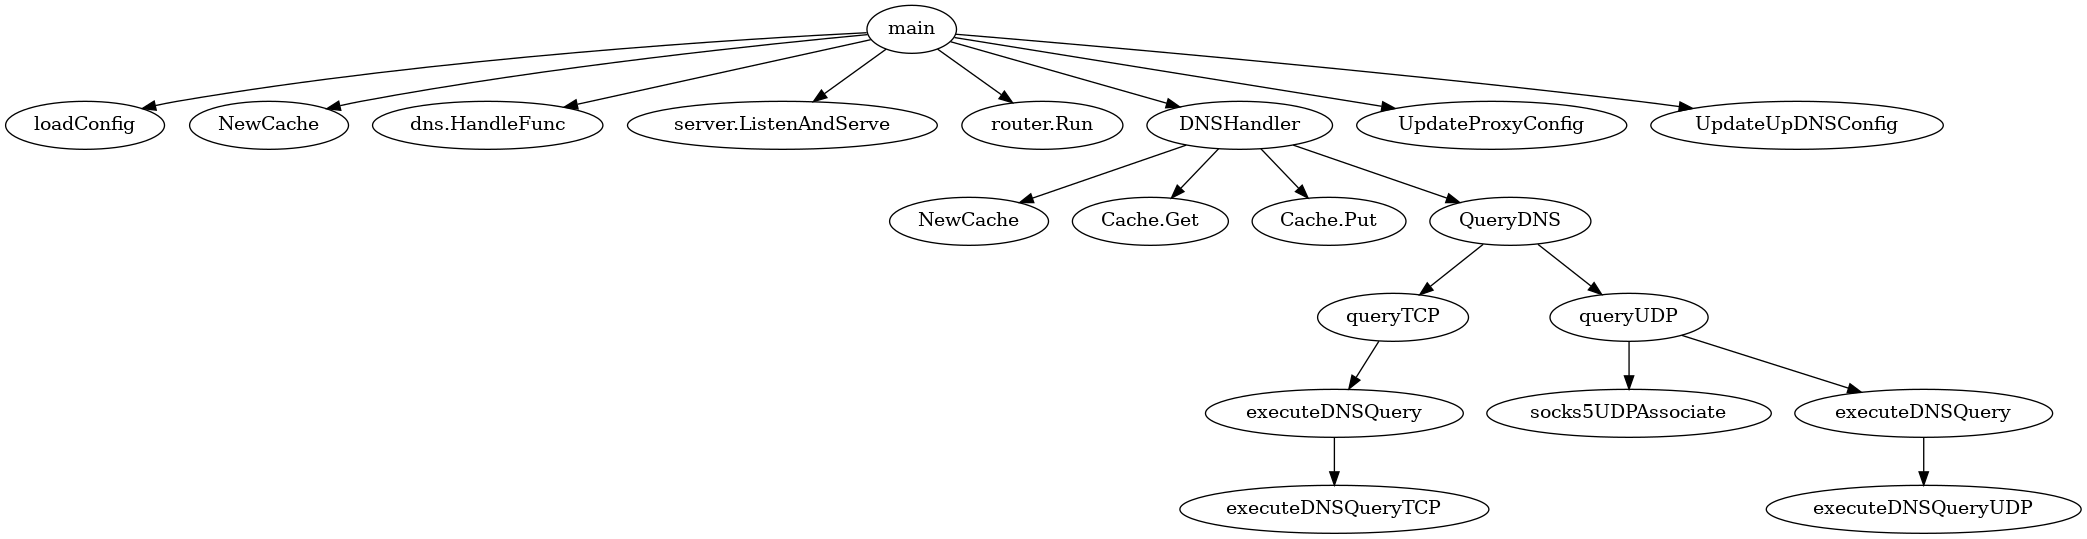 main
loadConfig
NewCache
dns.HandleFunc
server.ListenAndServe
router.Run
DNSHandler
UpdateProxyConfig
UpdateUpDNSConfig
NewCache
Cache.Get
Cache.Put
QueryDNS
queryTCP
queryUDP
executeDNSQuery
socks5UDPAssociate
executeDNSQuery
executeDNSQueryTCP
executeDNSQueryUDP